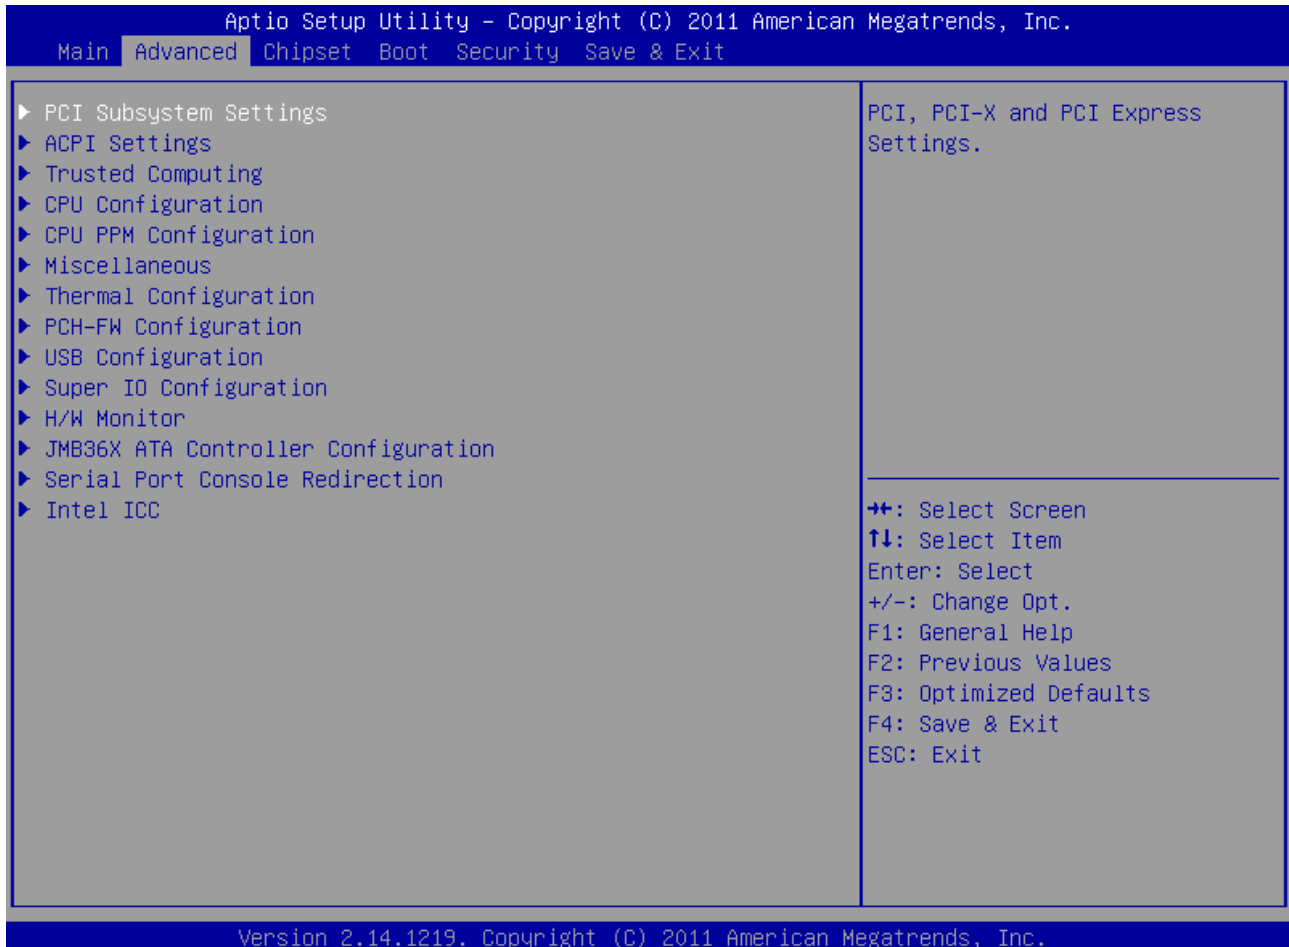 Aptio Setup Utility – Copyright (C) 2011 American Megatrends, Inc.
Main Advanced Chipset Boot Security Save & Exit
▶ PCI Subsystem Settings
▶ ACPI Settings
▶ Trusted Computing
▶ CPU Configuration
▶ CPU PPM Configuration
▶ Miscellaneous
▶ Thermal Configuration
▶ PCH-FW Configuration
▶ USB Configuration
▶ Super IO Configuration
▶ H/W Monitor
▶ JMB36X ATA Controller Configuration
▶ Serial Port Console Redirection
▶ Intel ICC
PCI, PCI-X and PCI Express
Settings.
→←: Select Screen
↑↓: Select Item
Enter: Select
+/-: Change Opt.
F1: General Help
F2: Previous Values
F3: Optimized Defaults
F4: Save & Exit
ESC: Exit
Version 2.14.1219. Copyright (C) 2011 American Megatrends, Inc.